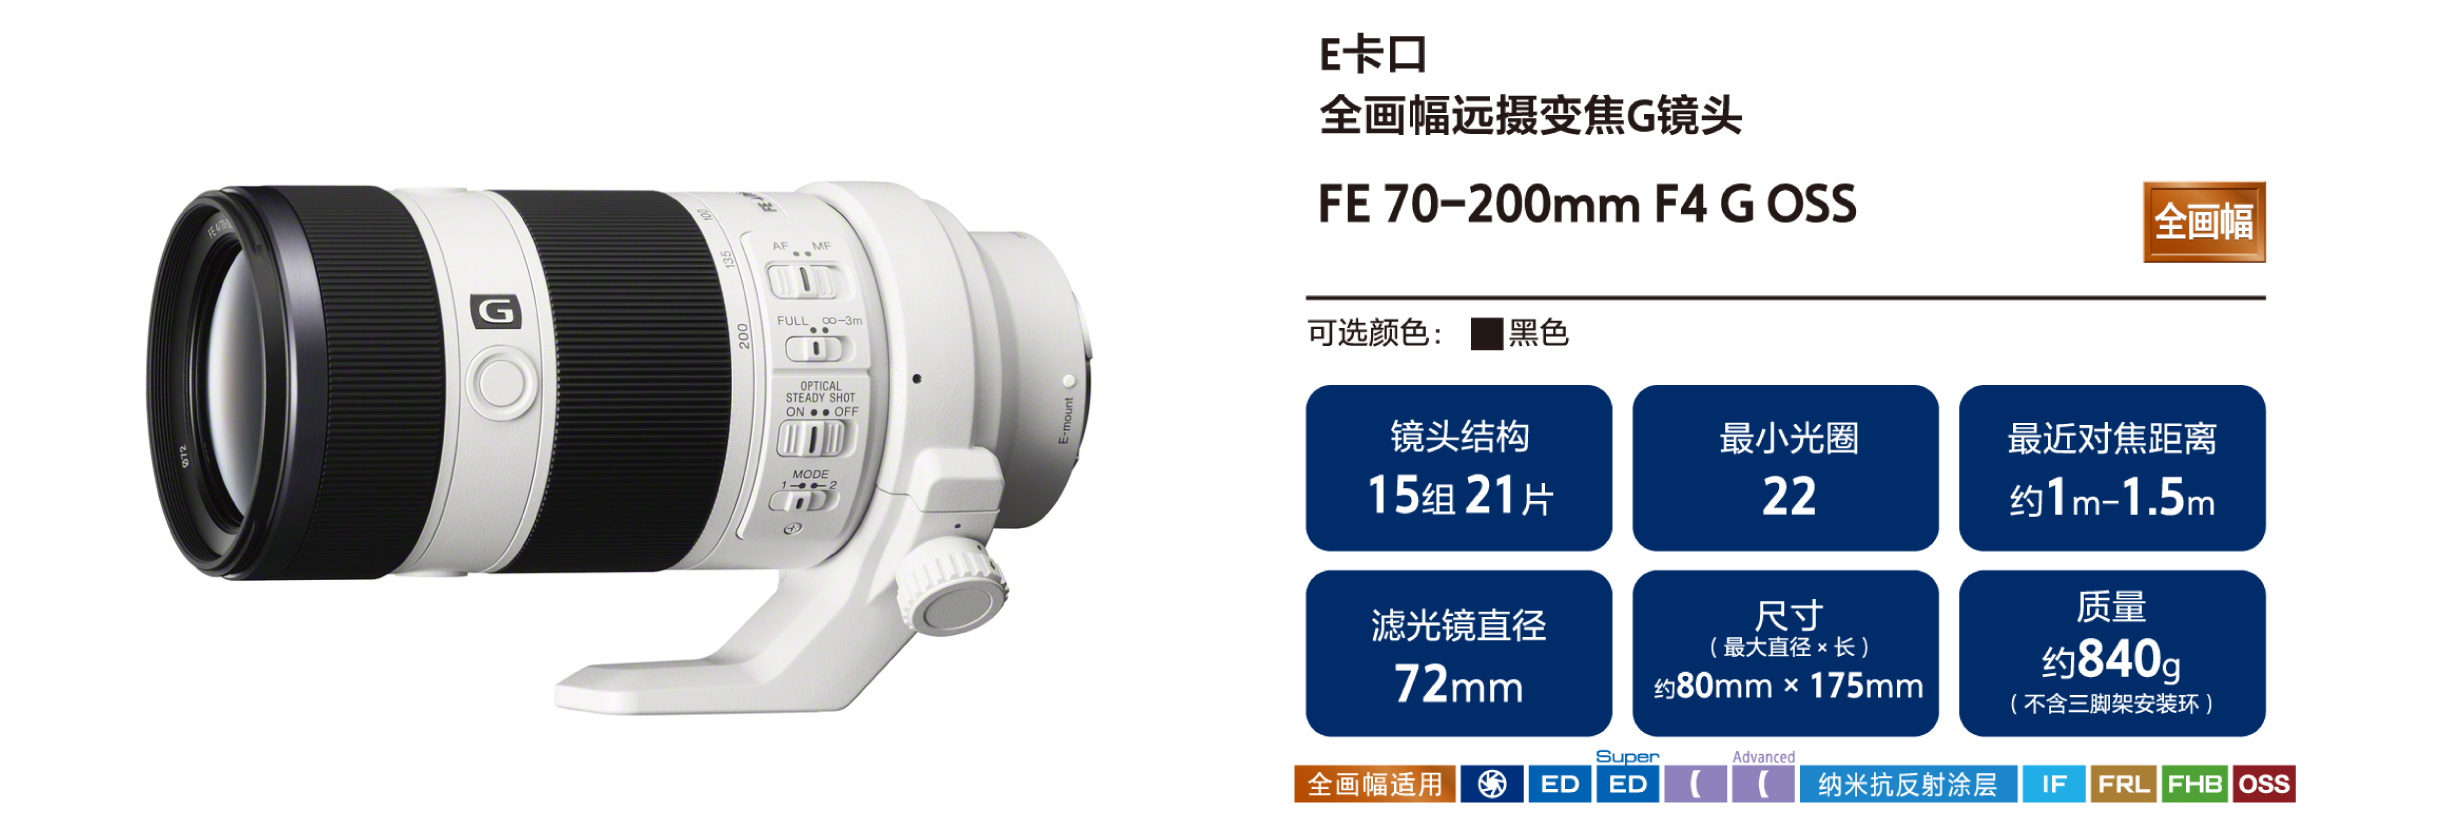 E卡口
全画幅远摄变焦G镜头
FE 70-200mm F4 G OSS
全画幅
可选颜色：■黑色
镜头结构
15组 21片
最小光圈
22
最近对焦距离
约1m-1.5m
滤光镜直径
72mm
尺寸
（最大直径 × 长）
约80mm × 175mm
质量
约840g
（不含三脚架安装环）
全画幅适用
ED
Super
ED
Advanced
纳米抗反射涂层
IF
FRL
FHB
OSS
G
100
135
200
AF MF
FULL ∞-3m
OPTICAL
STEADY SHOT
ON OFF
MODE
1 2
E-mount
Φ72